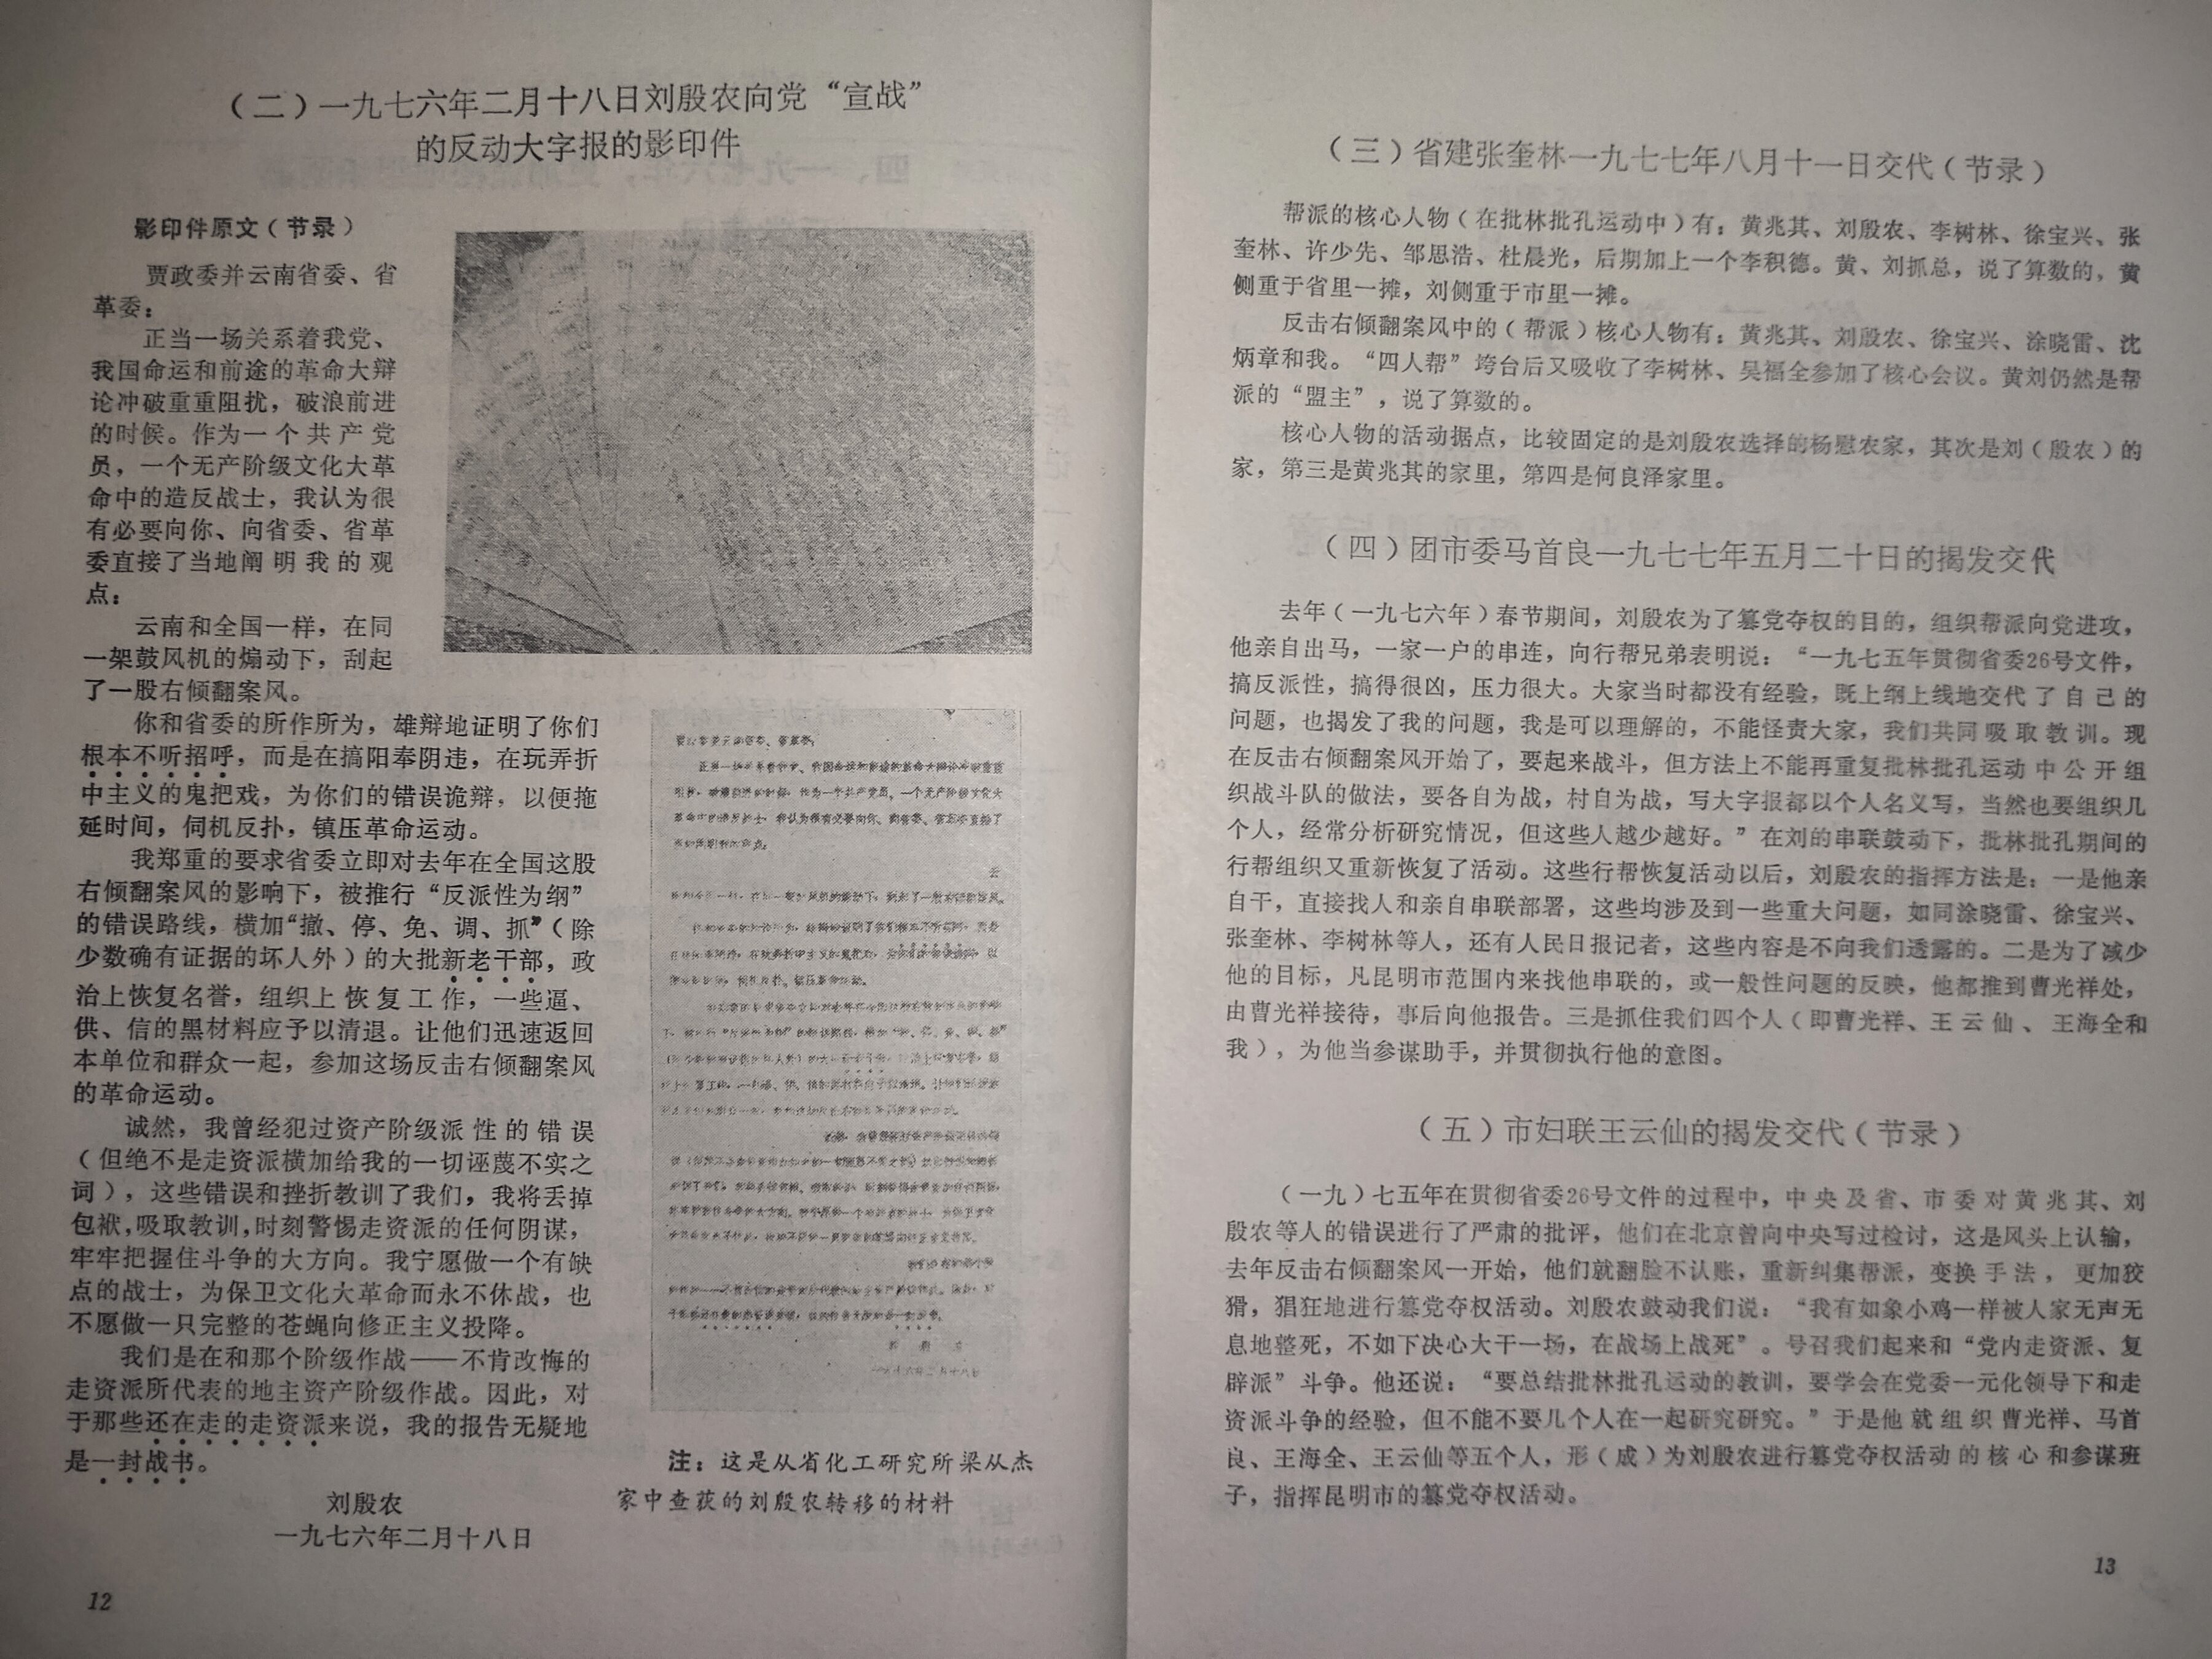 （二）一九七六年二月十八日刘殷农向党“宣战”
的反动大字报的影印件
影印件原文（节录）
贾政委并云南省委、省
革委：
正当一场关系着我党、
我国命运和前途的革命大辩
论冲破重重阻扰，破浪前进
的时候。作为一个共产党
员，一个无产阶级文化大革
命中的造反战士，我认为很
有必要向你、向省委、省革
委直接了当地阐明我的观
点：
云南和全国一样，在同
一架鼓风机的煽动下，刮起
了一股右倾翻案风。
你和省委的所作所为，雄辩地证明了你们
根本不听招呼，而是在搞阳奉阴违，在玩弄折
中主义的鬼把戏，为你们的错误诡辩，以便拖
延时间，伺机反扑，镇压革命运动。
我郑重的要求省委立即对去年在全国这股
右倾翻案风的影响下，被推行“反派性为纲”
的错误路线，横加“撤、停、免、调、抓”（除
少数确有证据的坏人外）的大批新老干部，政
治上恢复名誉，组织上恢复工作，一些逼、
供、信的黑材料应予以清退。让他们迅速返回
本单位和群众一起，参加这场反击右倾翻案风
的革命运动。
诚然，我曾经犯过资产阶级派性的错误
（但绝不是走资派横加给我的一切诬蔑不实之
词），这些错误和挫折教训了我们，我将丢掉
包袱，吸取教训，时刻警惕走资派的任何阴谋，
牢牢把握住斗争的大方向。我宁愿做一个有缺
点的战士，为保卫文化大革命而永不休战，也
不愿做一只完整的苍蝇向修正主义投降。
我们是在和那个阶级作战——不肯改悔的
走资派所代表的地主资产阶级作战。因此，对
于那些还在走的走资派来说，我的报告无疑地
是一封战书。
刘殷农
一九七六年二月十八日
注：这是从省化工研究所梁从杰
家中查获的刘殷农转移的材料
12
（三）省建张奎林一九七七年八月十一日交代（节录）
帮派的核心人物（在批林批孔运动中）有：黄兆其、刘殷农、李树林、徐宝兴、张
奎林、许少先、邹思浩、杜晨光，后期加上一个李积德。黄、刘抓总，说了算数的，黄
侧重于省里一摊，刘侧重于市里一摊。
反击右倾翻案风中的（帮派）核心人物有：黄兆其、刘殷农、徐宝兴、涂晓雷、沈
炳章和我。“四人帮”垮台后又吸收了李树林、吴福全参加了核心会议。黄刘仍然是帮
派的“盟主”，说了算数的。
核心人物的活动据点，比较固定的是刘殷农选择的杨慰农家，其次是刘（殷农）的
家，第三是黄兆其的家里，第四是何良泽家里。
（四）团市委马首良一九七七年五月二十日的揭发交代
去年（一九七六年）春节期间，刘殷农为了篡党夺权的目的，组织帮派向党进攻，
他亲自出马，一家一户的串连，向行帮兄弟表明说：“一九七五年贯彻省委26号文件，
搞反派性，搞得很凶，压力很大。大家当时都没有经验，既上纲上线地交代了自己的
问题，也揭发了我的问题，我是可以理解的，不能怪责大家，我们共同吸取教训。现
在反击右倾翻案风开始了，要起来战斗，但方法上不能再重复批林批孔运动中公开组
织战斗队的做法，要各自为战，村自为战，写大字报都以个人名义写，当然也要组织几
个人，经常分析研究情况，但这些人越少越好。”在刘的串联鼓动下，批林批孔期间的
行帮组织又重新恢复了活动。这些行帮恢复活动以后，刘殷农的指挥方法是：一是他亲
自干，直接找人和亲自串联部署，这些均涉及到一些重大问题，如同涂晓雷、徐宝兴、
张奎林、李树林等人，还有人民日报记者，这些内容是不向我们透露的。二是为了减少
他的目标，凡昆明市范围内来找他串联的，或一般性问题的反映，他都推到曹光祥处，
由曹光祥接待，事后向他报告。三是抓住我们四个人（即曹光祥、王云仙、王海全和
我），为他当参谋助手，并贯彻执行他的意图。
（五）市妇联王云仙的揭发交代（节录）
（一九）七五年在贯彻省委26号文件的过程中，中央及省、市委对黄兆其、刘
殷农等人的错误进行了严肃的批评，他们在北京曾向中央写过检讨，这是风头上认输，
去年反击右倾翻案风一开始，他们就翻脸不认账，重新纠集帮派，变换手法，更加狡
猾，猖狂地进行篡党夺权活动。刘殷农鼓动我们说：“我有如象小鸡一样被人家无声无
息地整死，不如下决心大干一场，在战场上战死”。号召我们起来和“党内走资派、复
辟派”斗争。他还说：“要总结批林批孔运动的教训，要学会在党委一元化领导下和走
资派斗争的经验，但不能不要几个人在一起研究研究。”于是他就组织曹光祥、马首
良、王海全、王云仙等五个人，形（成）为刘殷农进行篡党夺权活动的核心和参谋班
子，指挥昆明市的篡党夺权活动。
13